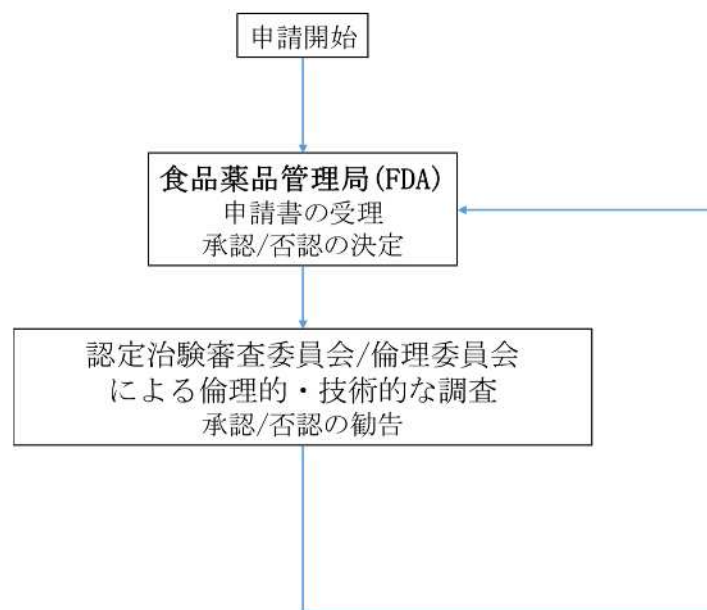 申請開始
食品薬品管理局(FDA)
申請書の受理
承認/否認の決定
認定治験審査委員会/倫理委員会
による倫理的・技術的な調査
承認/否認の勧告